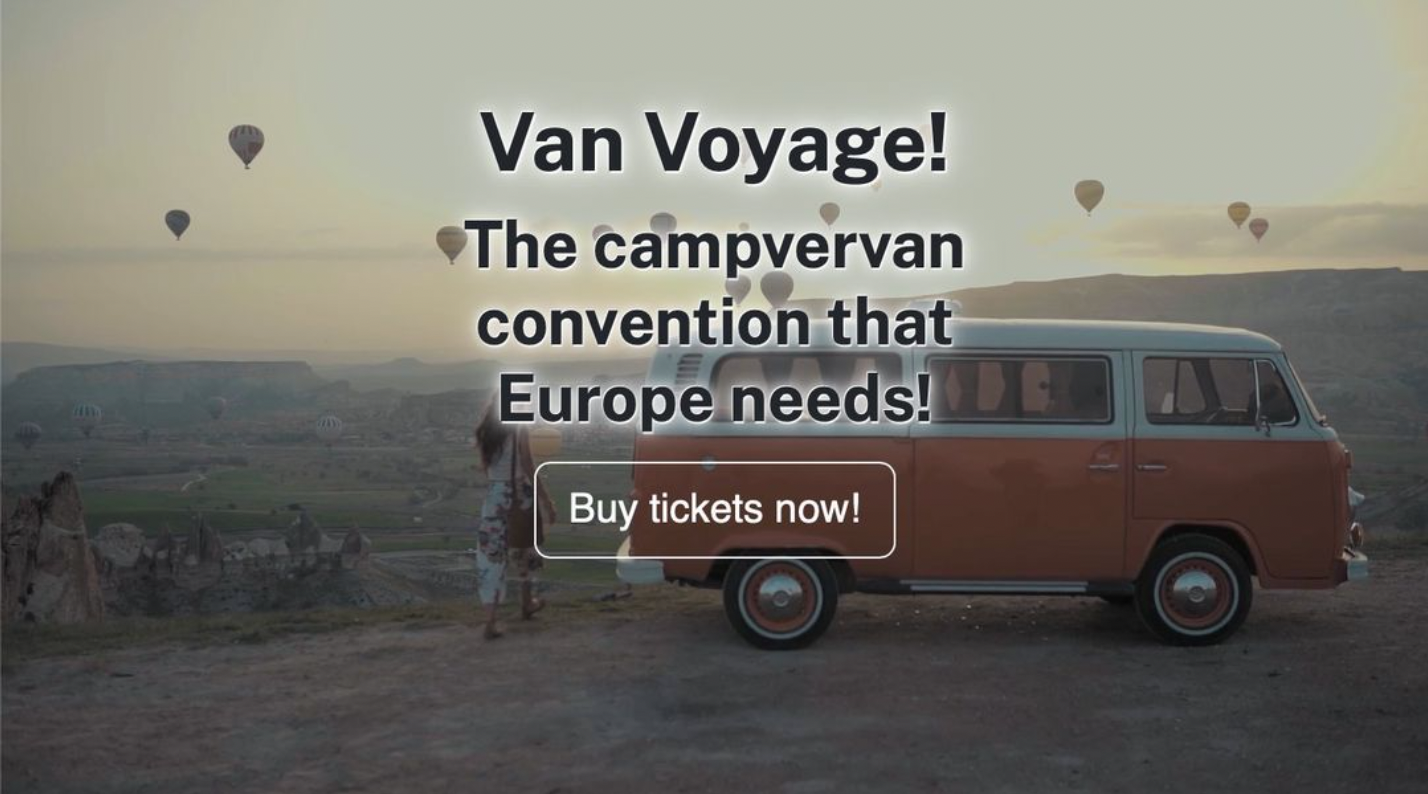 Van Voyage!
The campvervan
convention that
Europe needs!
Buy tickets now!